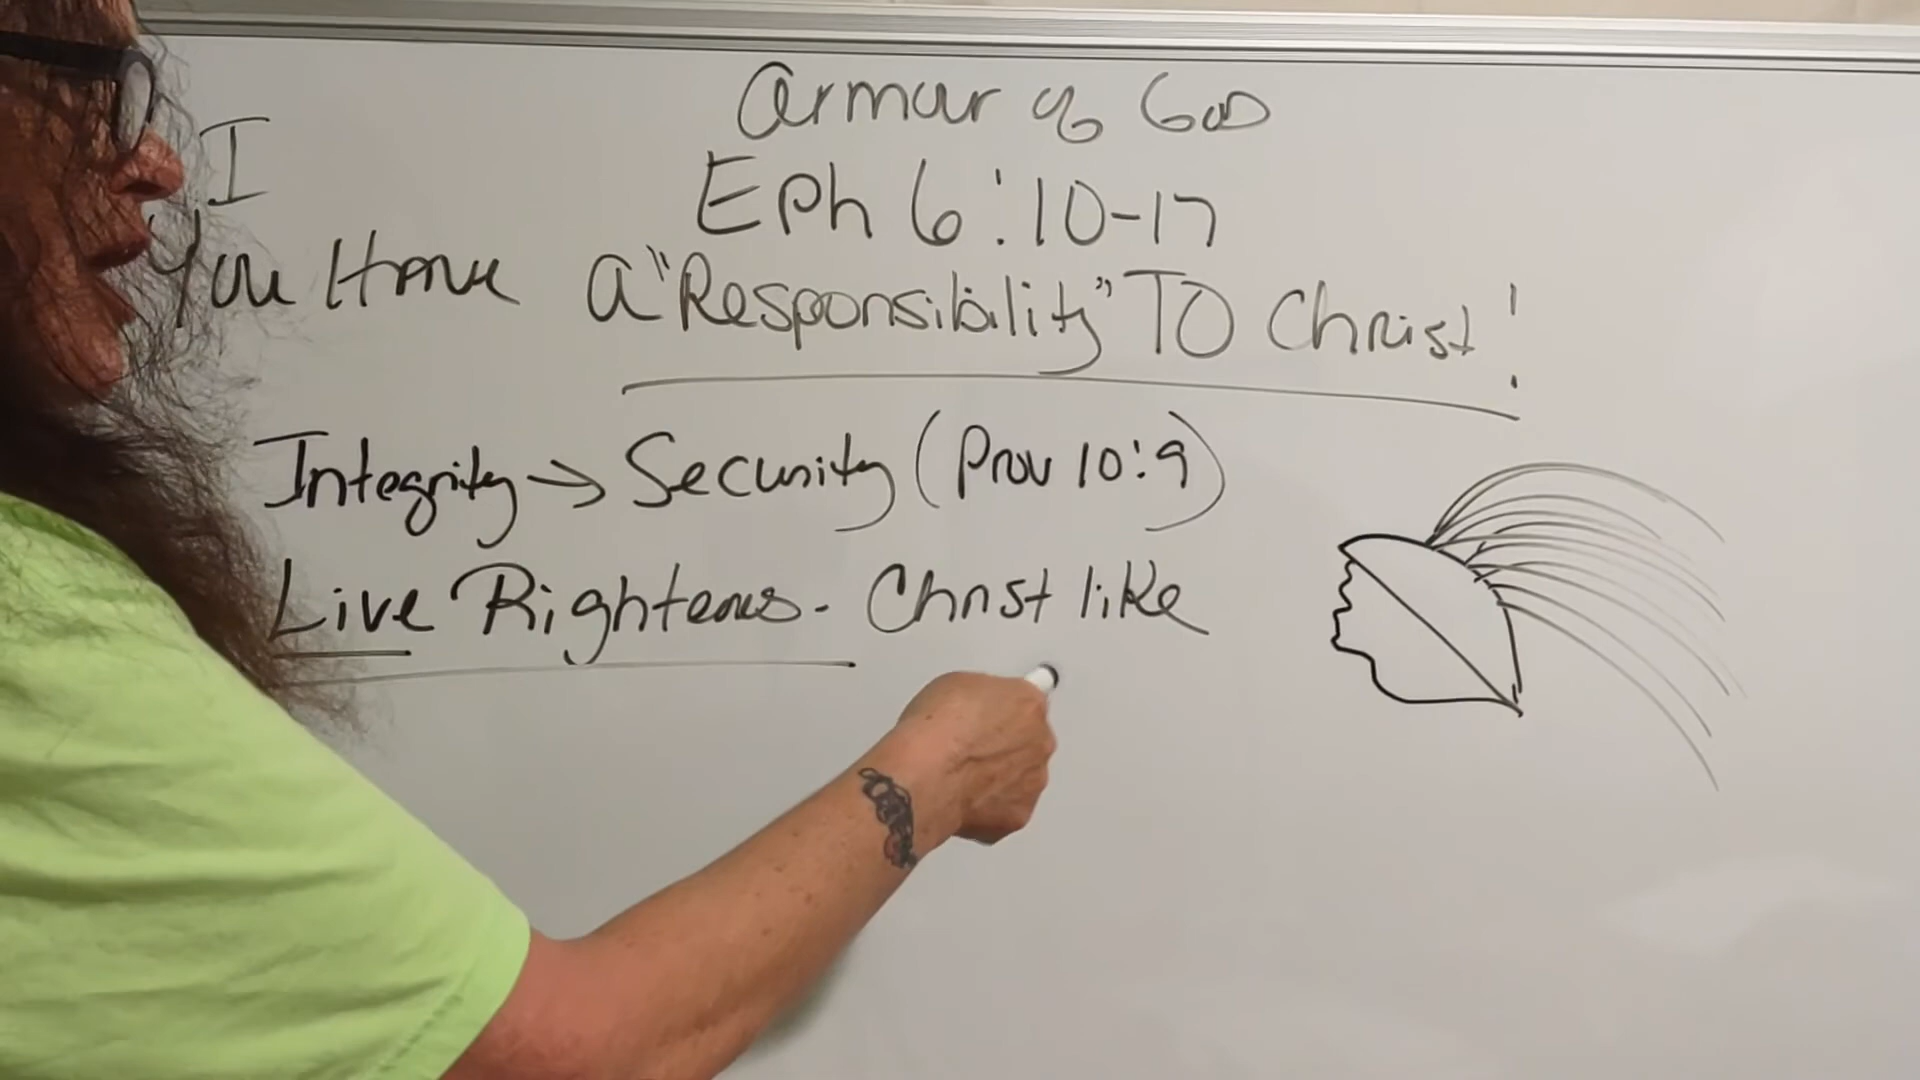 Armour of God
Eph 6:10-17
I
You Have a "Responsibility" TO Christ!
Integrity → Security (Prov 10:9)
Live Righteous - Christ like